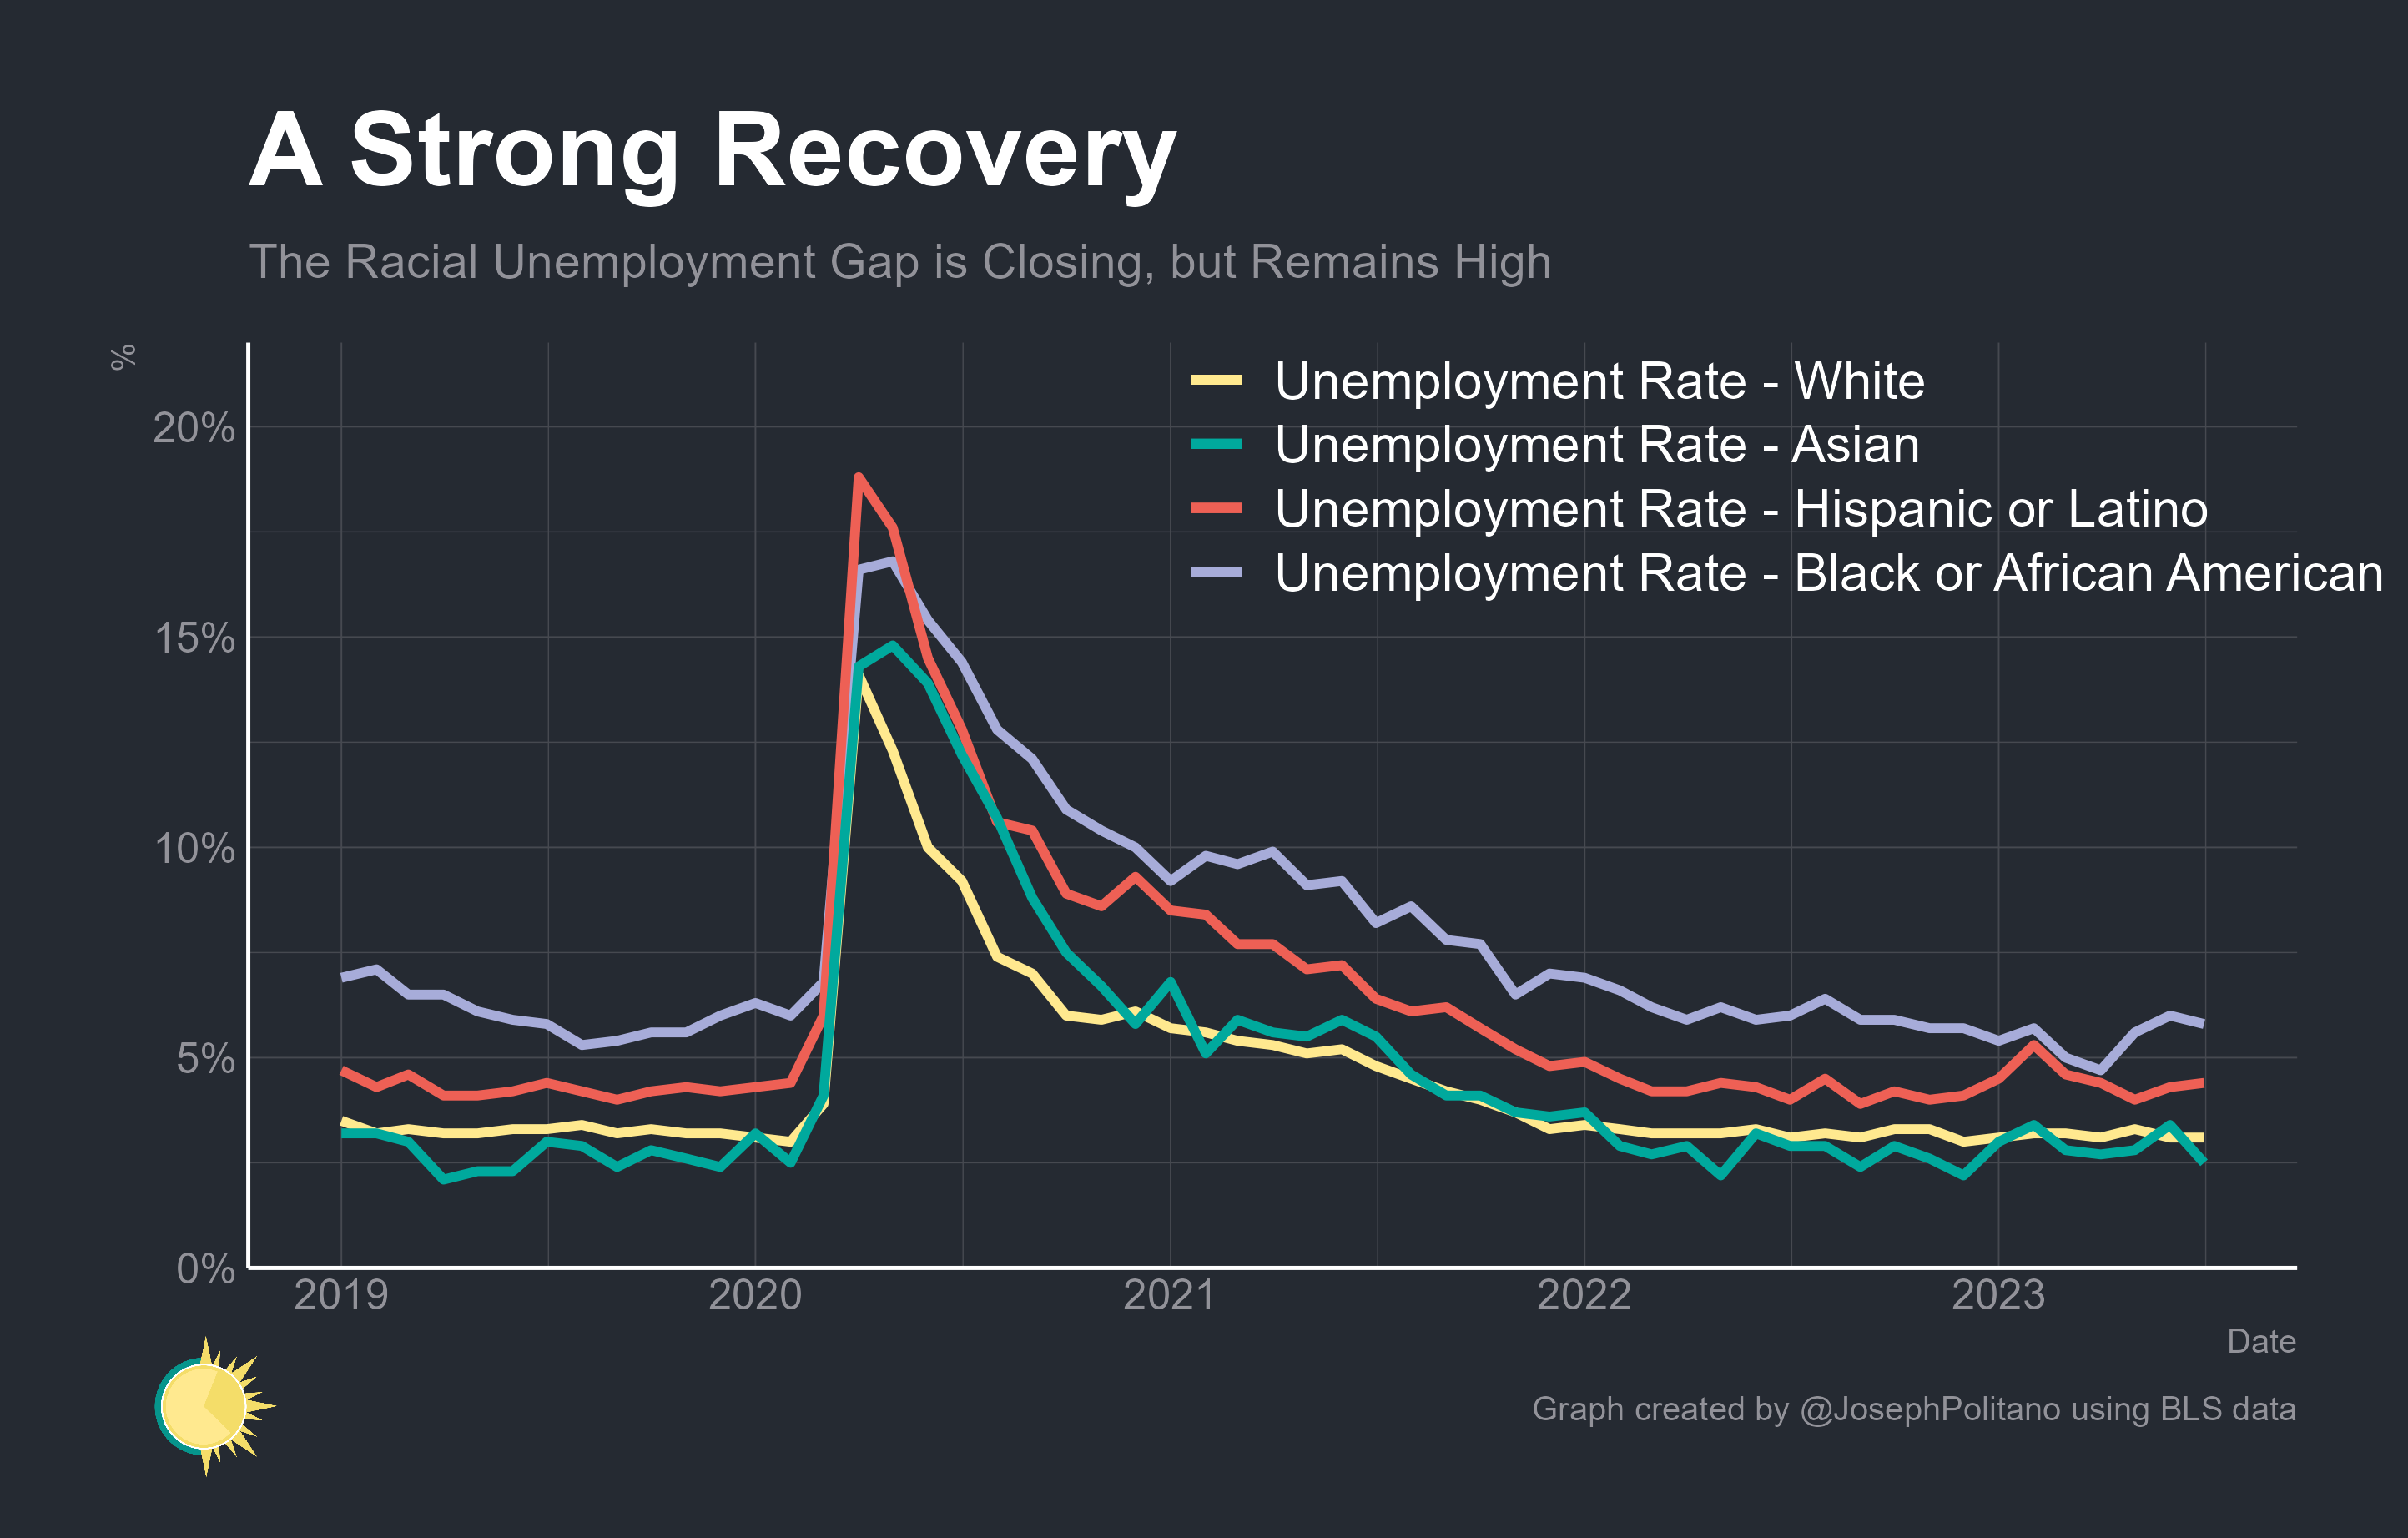 A Strong Recovery
The Racial Unemployment Gap is Closing, but Remains High
%
Unemployment Rate - White
Unemployment Rate - Asian
Unemployment Rate - Hispanic or Latino
Unemployment Rate - Black or African American
20%
15%
10%
5%
0%
2019 2020 2021 2022 2023
Date
Graph created by @JosephPolitano using BLS data